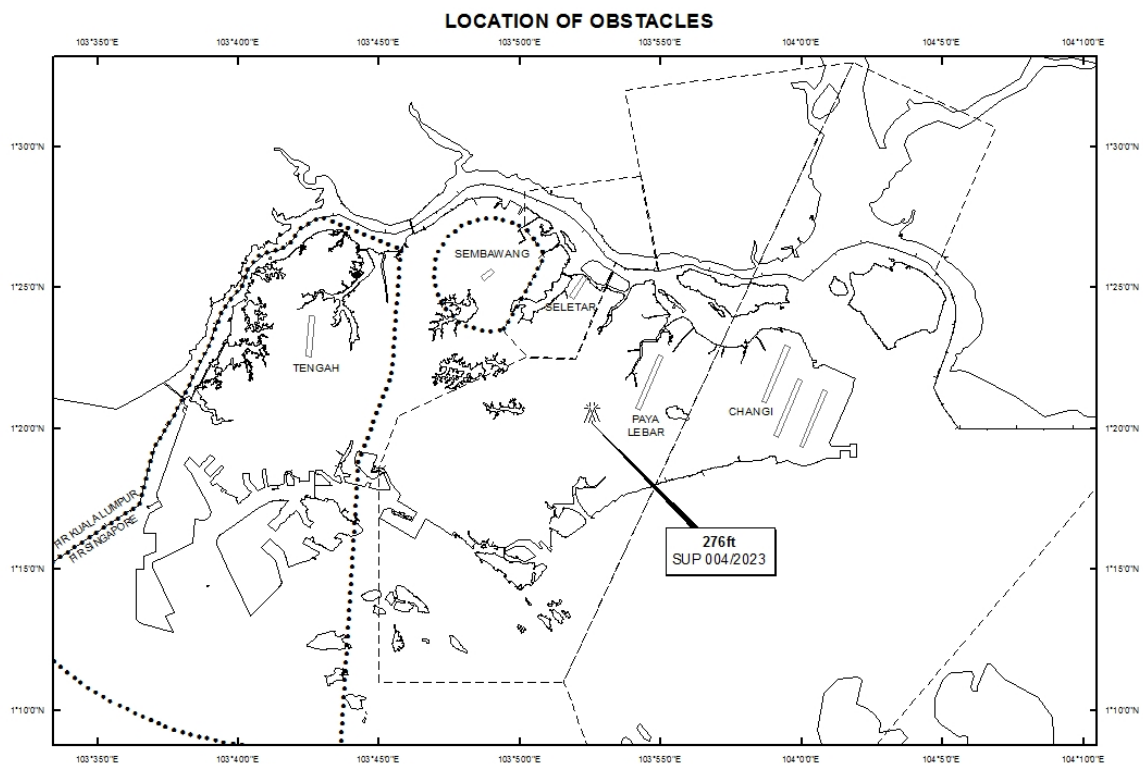 LOCATION OF OBSTACLES
103°35'0"E 103°40'0"E 103°45'0"E 103°50'0"E 103°55'0"E 104°0'0"E 104°5'0"E 104°10'0"E
1°30'0"N 1°30'0"N
SEMBAWANG
1°25'0"N 1°25'0"N
SELETAR
TENGAH
CHANGI
PAYA
LEBAR
1°20'0"N 1°20'0"N
FIR KUALA LUMPUR
FIR SINGAPORE
276ft
SUP 004/2023
1°15'0"N 1°15'0"N
1°10'0"N 1°10'0"N
103°35'0"E 103°40'0"E 103°45'0"E 103°50'0"E 103°55'0"E 104°0'0"E 104°5'0"E 104°10'0"E